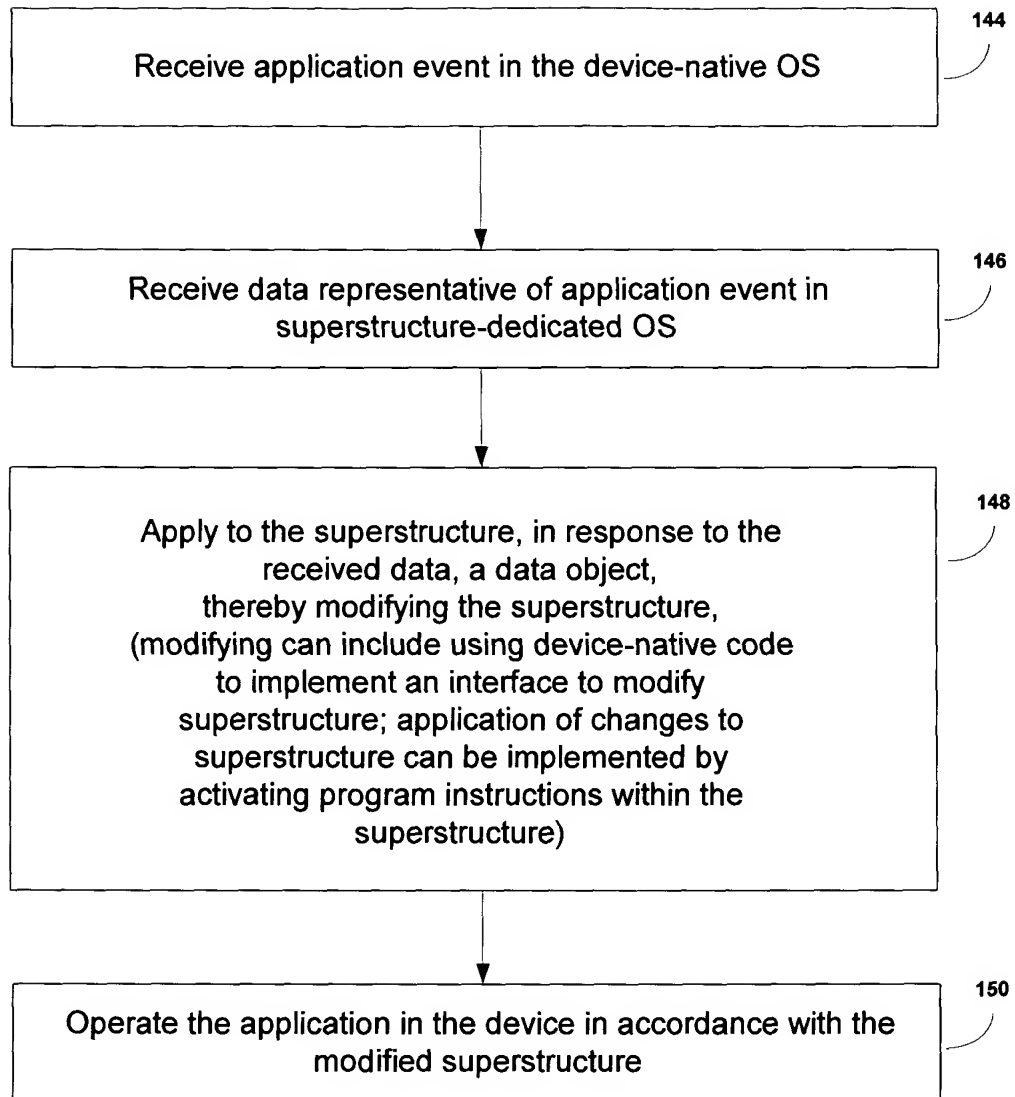 144
Receive application event in the device-native OS
146
Receive data representative of application event in
superstructure-dedicated OS
148
Apply to the superstructure, in response to the
received data, a data object,
thereby modifying the superstructure,
(modifying can include using device-native code
to implement an interface to modify
superstructure; application of changes to
superstructure can be implemented by
activating program instructions within the
superstructure)
150
Operate the application in the device in accordance with the
modified superstructure